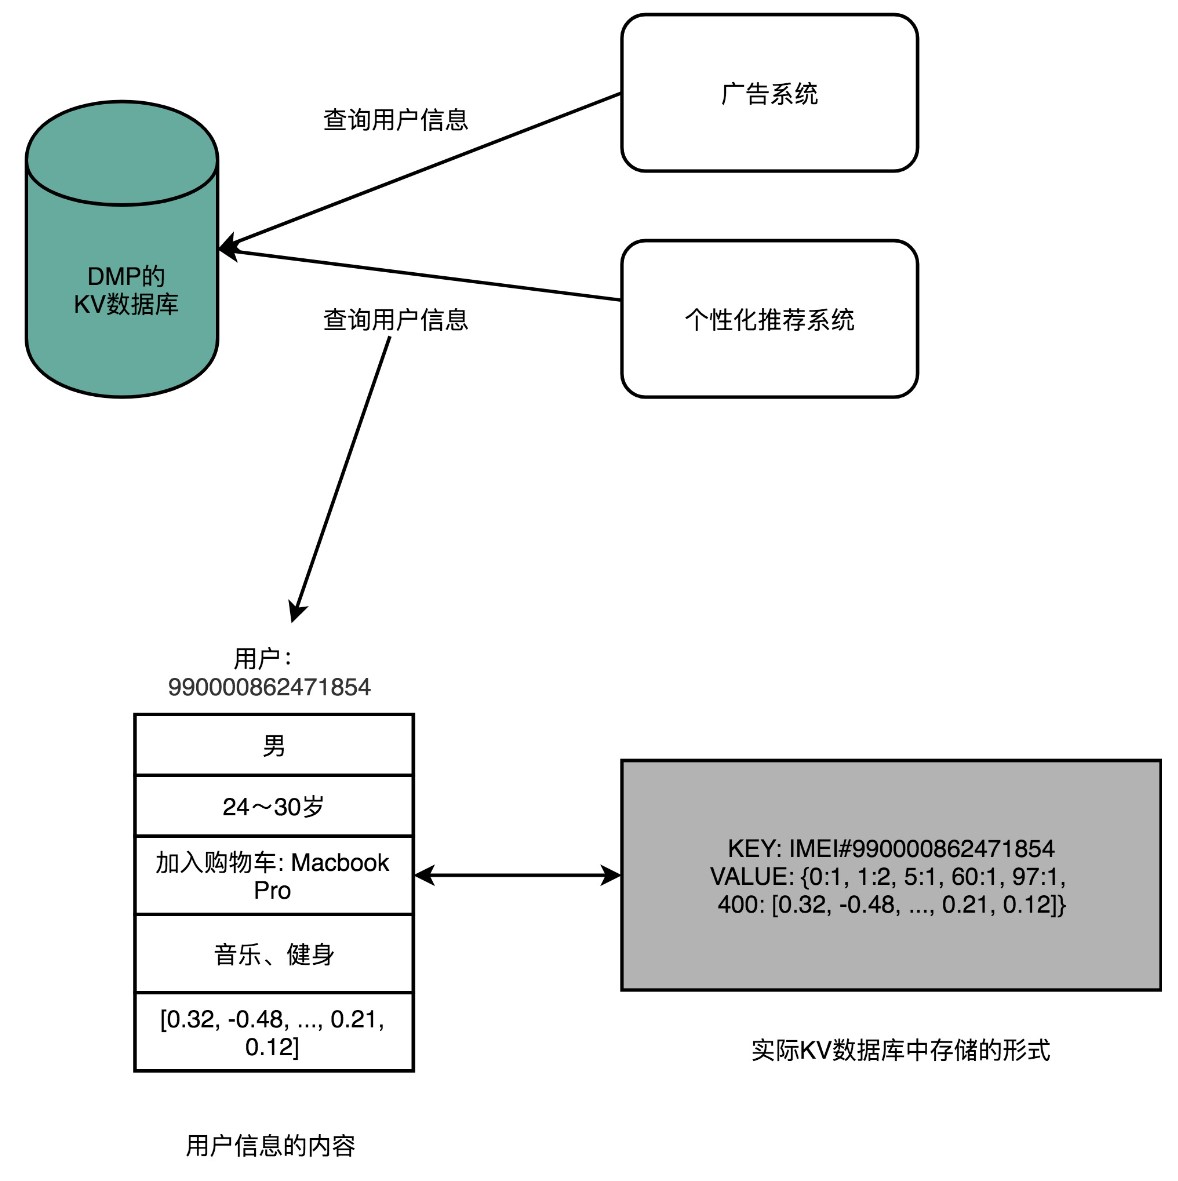 广告系统
查询用户信息
DMP的
KV数据库
查询用户信息
个性化推荐系统
用户：
990000862471854
男
24～30岁
加入购物车: Macbook
Pro
音乐、健身
[0.32, -0.48, ..., 0.21,
0.12]
KEY: IMEI#990000862471854
VALUE: {0:1, 1:2, 5:1, 60:1, 97:1,
400: [0.32, -0.48, ..., 0.21, 0.12]}
实际KV数据库中存储的形式
用户信息的内容